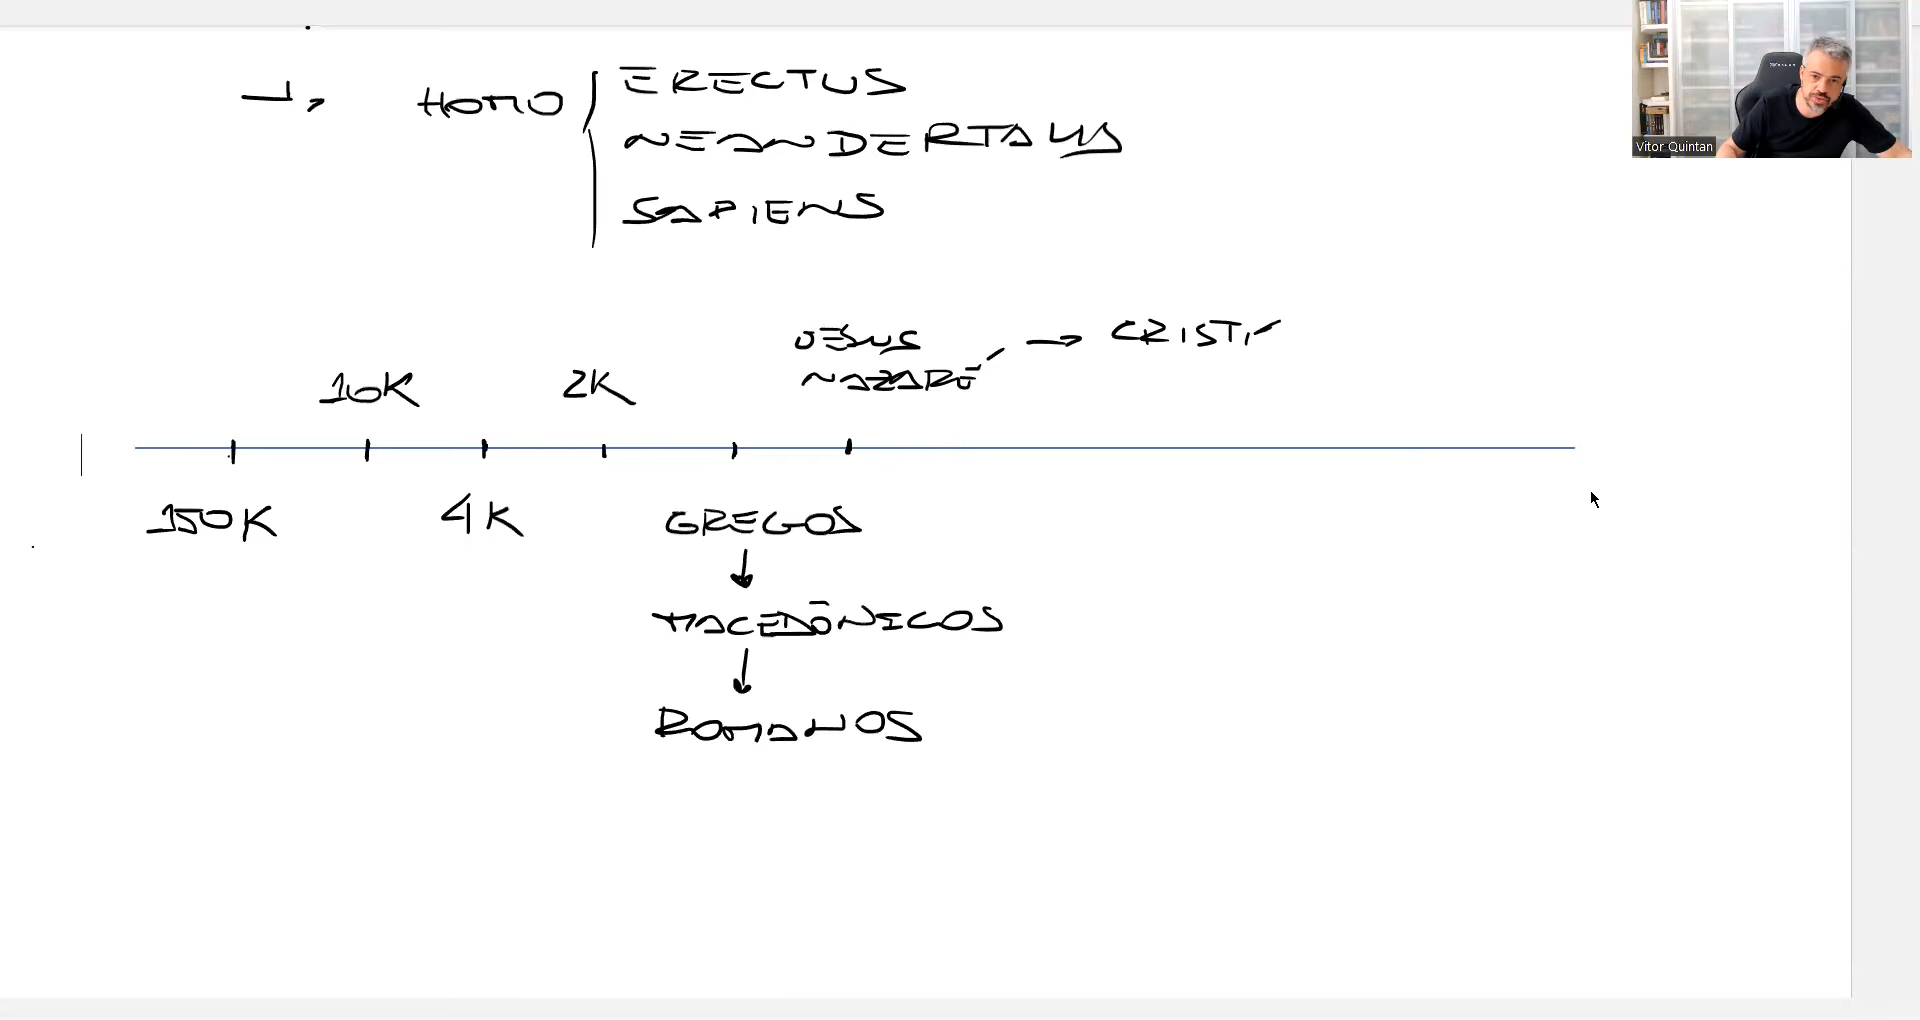 HOMO
ERECTUS
NEANDERTALIS
SAPIENS
Vitor Quintan
JESUS
NAZARÉ
CRISTI
10K
2K
150K
4K
GREGOS
MACEDÔNICOS
ROMANOS